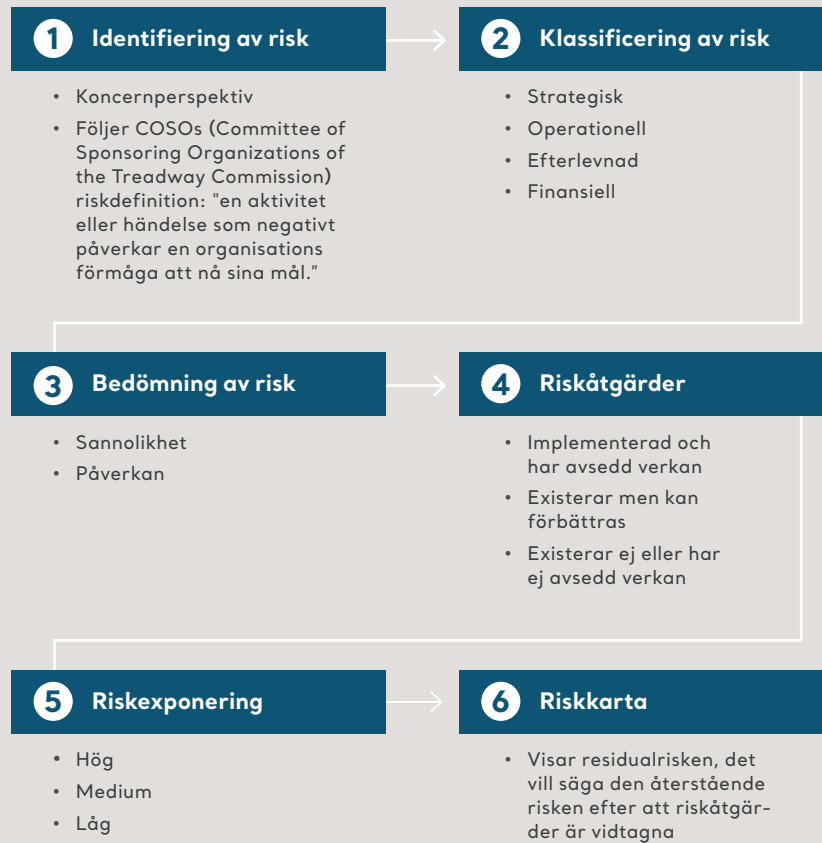 1 Identifiering av risk
• Koncernperspektiv
• Följer COSOs (Committee of
Sponsoring Organizations of
the Treadway Commission)
riskdefinition: "en aktivitet
eller händelse som negativt
påverkar en organisations
förmåga att nå sina mål."
2 Klassificering av risk
• Strategisk
• Operationell
• Efterlevnad
• Finansiell
3 Bedömning av risk
• Sannolikhet
• Påverkan
4 Riskåtgärder
• Implementerad och
har avsedd verkan
• Existerar men kan
förbättras
• Existerar ej eller har
ej avsedd verkan
5 Riskexponering
• Hög
• Medium
• Låg
6 Riskkarta
• Visar residualrisken, det
vill säga den återstående
risken efter att riskåtgär-
der är vidtagna